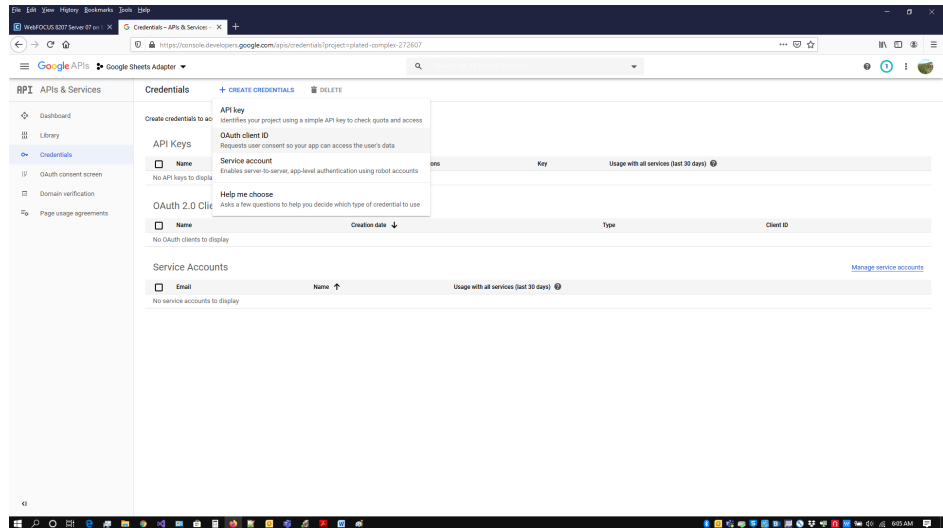 File Edit View History Bookmarks Tools Help
WebFOCUS 8207 Server 07 on
Credentials – APIs & Services –
https://console.developers.google.com/apis/credentials?project=plated-complex-272607
Google APIs Google Sheets Adapter
1
API APIs & Services
Credentials + CREATE CREDENTIALS DELETE
Dashboard
Library
Credentials
OAuth consent screen
Domain verification
Page usage agreements
Create credentials to ac
API key
Identifies your project using a simple API key to check quota and access
OAuth client ID
Requests user consent so your app can access the user's data
Service account
Enables server-to-server, app-level authentication using robot accounts
Help me choose
Asks a few questions to help you decide which type of credential to use
API Keys
Name ons Key Usage with all services (last 30 days)
No API keys to displa
OAuth 2.0 Clie
Name Creation date Type Client ID
No OAuth clients to display
Service Accounts
Manage service accounts
Email Name Usage with all services (last 30 days)
No service accounts to display
6:05 AM